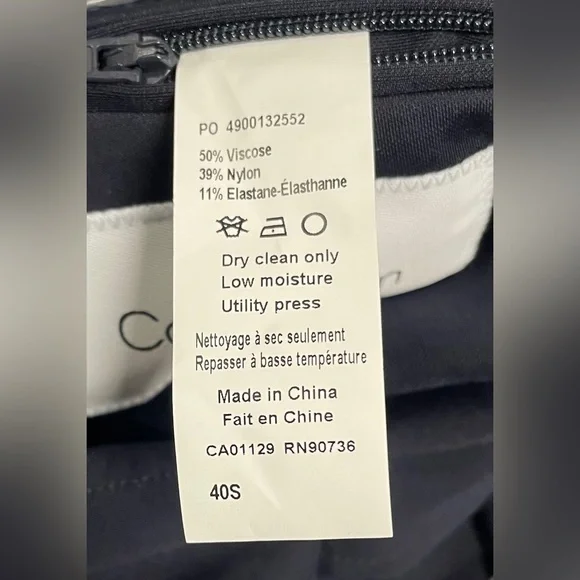 PO 4900132552
50% Viscose
39% Nylon
11% Elastane-Élasthanne
Dry clean only
Low moisture
Utility press
Nettoyage à sec seulement
Repasser à basse température
Made in China
Fait en Chine
CA01129 RN90736
40S